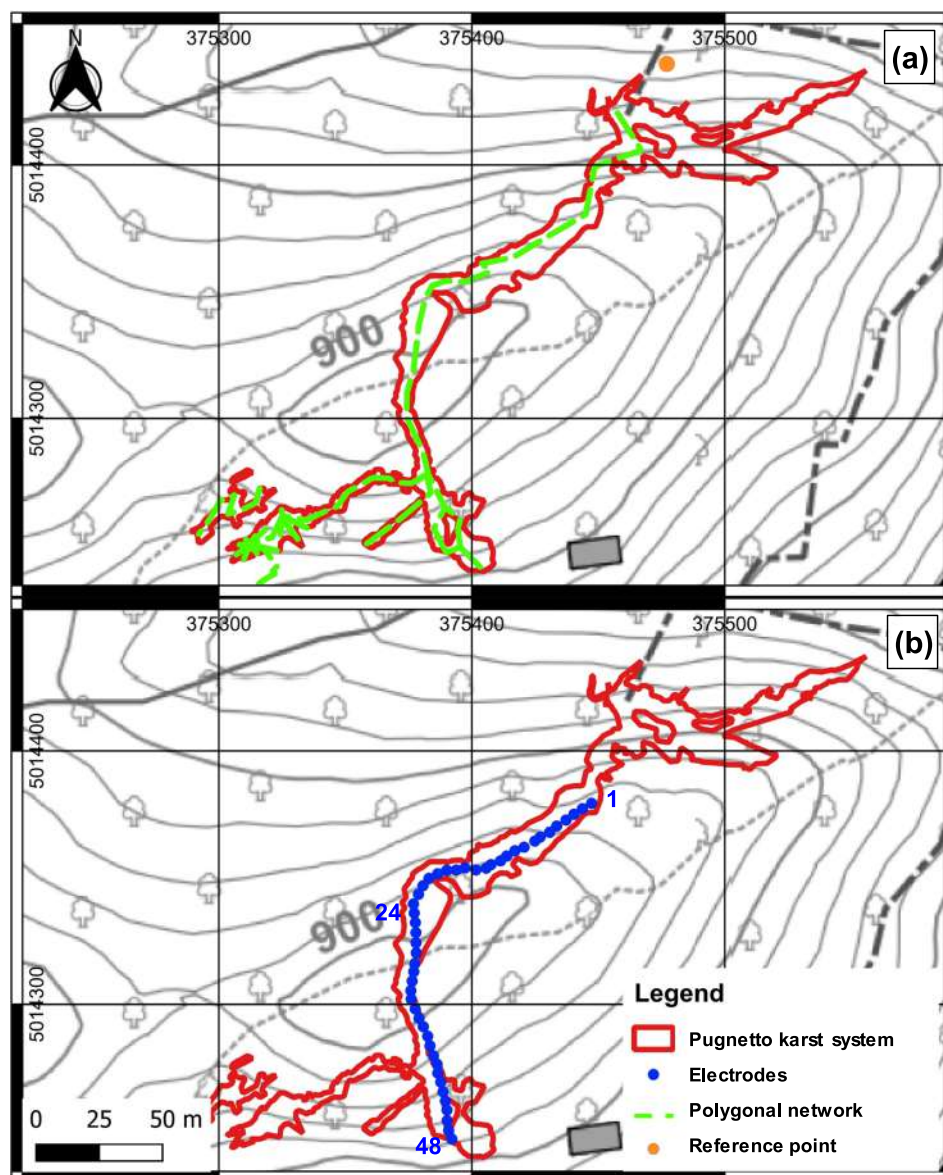 (a)
N
375300
375400
375500
5014400
900
5014300
(b)
375300
375400
375500
5014400
1
24
900
5014300
Legend
Pugnetto karst system
Electrodes
Polygonal network
Reference point
0 25 50 m
48